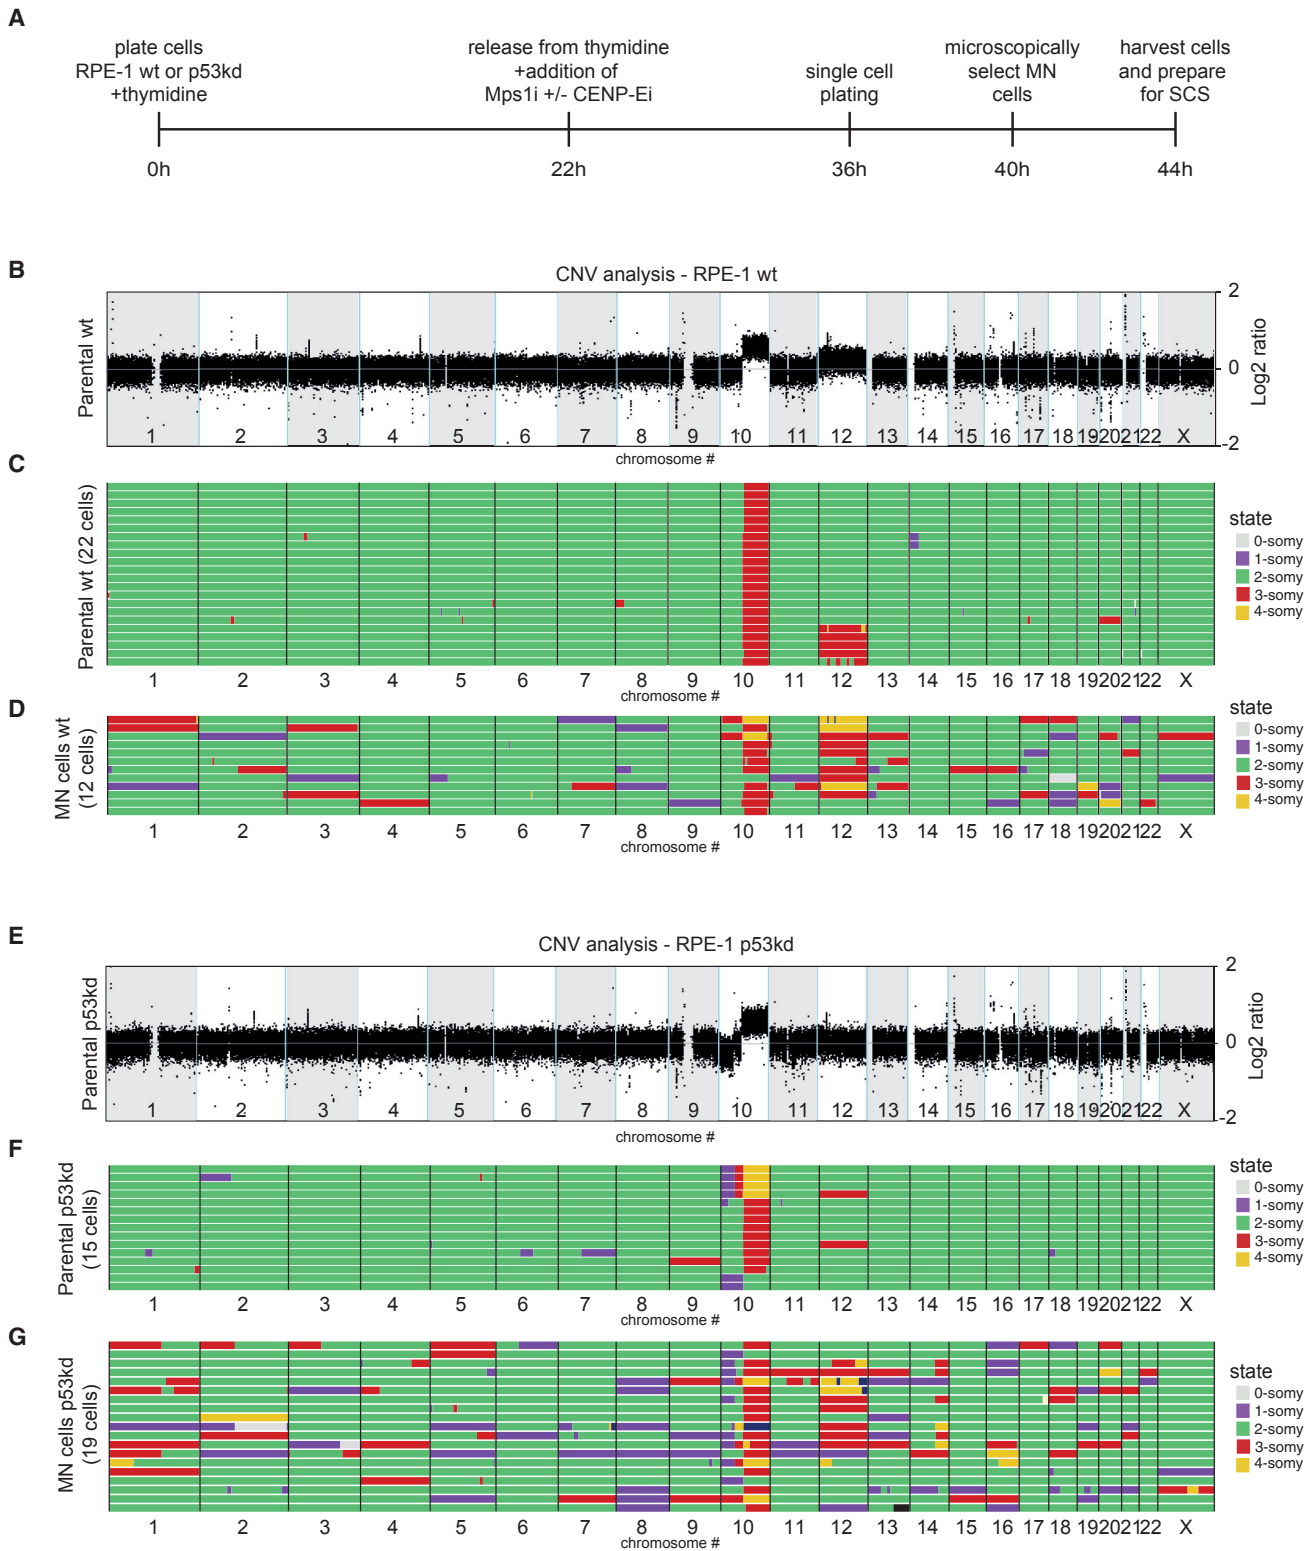 A
plate cells
RPE-1 wt or p53kd
+thymidine
release from thymidine
+addition of
Mps1i +/- CENP-Ei
single cell
plating
microscopically
select MN
cells
harvest cells
and prepare
for SCS
0h
22h
36h
40h
44h
B
CNV analysis - RPE-1 wt
Parental wt
2
0
-2
Log2 ratio
1 2 3 4 5 6 7 8 9 10 11 12 13 14 15 16 17 18 19 20 21 22 X
chromosome #
C
Parental wt (22 cells)
state
0-somy
1-somy
2-somy
3-somy
4-somy
1 2 3 4 5 6 7 8 9 10 11 12 13 14 15 16 17 18 19 20 21 22 X
chromosome #
D
MN cells wt
(12 cells)
state
0-somy
1-somy
2-somy
3-somy
4-somy
1 2 3 4 5 6 7 8 9 10 11 12 13 14 15 16 17 18 19 20 21 22 X
chromosome #
E
CNV analysis - RPE-1 p53kd
Parental p53kd
2
0
-2
Log2 ratio
1 2 3 4 5 6 7 8 9 10 11 12 13 14 15 16 17 18 19 20 21 22 X
chromosome #
F
Parental p53kd
(15 cells)
state
0-somy
1-somy
2-somy
3-somy
4-somy
1 2 3 4 5 6 7 8 9 10 11 12 13 14 15 16 17 18 19 20 21 22 X
chromosome #
G
MN cells p53kd
(19 cells)
state
0-somy
1-somy
2-somy
3-somy
4-somy
1 2 3 4 5 6 7 8 9 10 11 12 13 14 15 16 17 18 19 20 21 22 X
chromosome #